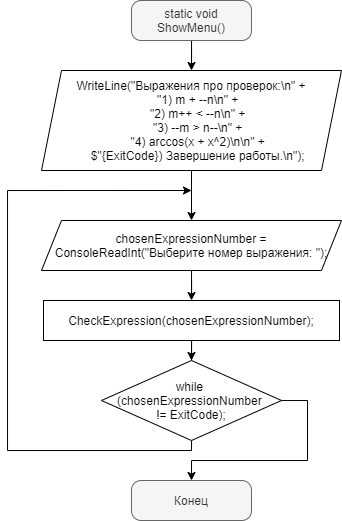 static void
ShowMenu()
WriteLine("Выражения про проверок:\n" +
"1) m + --n\n" +
"2) m++ < --n\n" +
"3) --m > n--\n" +
"4) arccos(x + x^2)\n\n" +
$"{ExitCode}) Завершение работы.\n");
chosenExpressionNumber =
ConsoleReadInt("Выберите номер выражения: ");
CheckExpression(chosenExpressionNumber);
while
(chosenExpressionNumber
!= ExitCode);
Конец